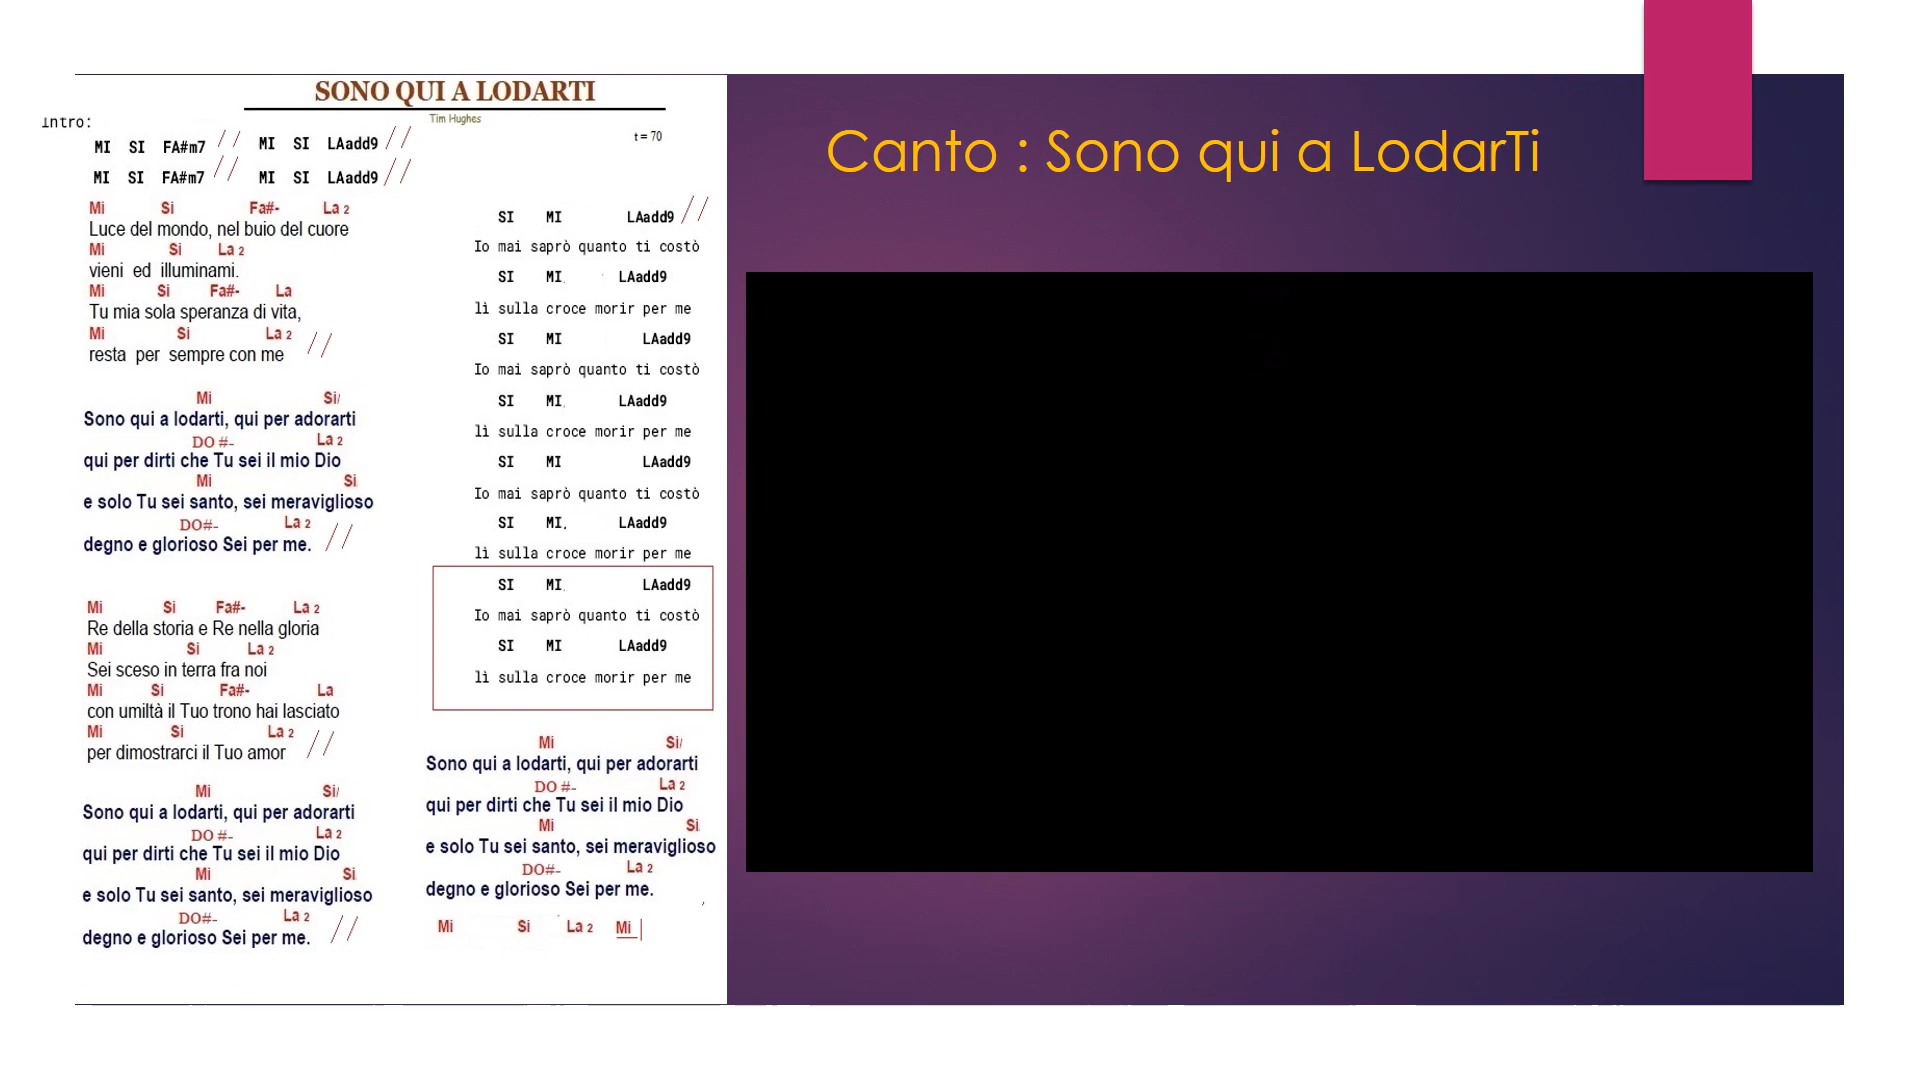 SONO QUI A LODARTI
Tim Hughes
Intro:
t = 70
MI SI FA#m7 // MI SI LAadd9 //
MI SI FA#m7 // MI SI LAadd9 //
Mi Si Fa#- La 2
Luce del mondo, nel buio del cuore
Mi Si La 2
vieni ed illuminami.
Mi Si Fa#- La
Tu mia sola speranza di vita,
Mi Si La 2
resta per sempre con me //
Mi Si/
Sono qui a lodarti, qui per adorarti
DO #- La 2
qui per dirti che Tu sei il mio Dio
Mi Si
e solo Tu sei santo, sei meraviglioso
DO#- La 2
degno e glorioso Sei per me. //
Mi Si Fa#- La 2
Re della storia e Re nella gloria
Mi Si La 2
Sei sceso in terra fra noi
Mi Si Fa#- La
con umiltà il Tuo trono hai lasciato
Mi Si La 2
per dimostrarci il Tuo amor //
Mi Si/
Sono qui a lodarti, qui per adorarti
DO #- La 2
qui per dirti che Tu sei il mio Dio
Mi Si
e solo Tu sei santo, sei meraviglioso
DO#- La 2
degno e glorioso Sei per me. //
SI MI LAadd9 //
Io mai saprò quanto ti costò
SI MI LAadd9
lì sulla croce morir per me
SI MI LAadd9
Io mai saprò quanto ti costò
SI MI LAadd9
lì sulla croce morir per me
SI MI LAadd9
Io mai saprò quanto ti costò
SI MI LAadd9
lì sulla croce morir per me
SI MI LAadd9
Io mai saprò quanto ti costò
SI MI LAadd9
lì sulla croce morir per me
Mi Si/
Sono qui a lodarti, qui per adorarti
DO #- La 2
qui per dirti che Tu sei il mio Dio
Mi Si
e solo Tu sei santo, sei meraviglioso
DO#- La 2
degno e glorioso Sei per me.
Mi Si La 2 Mi |
Canto : Sono qui a LodarTi